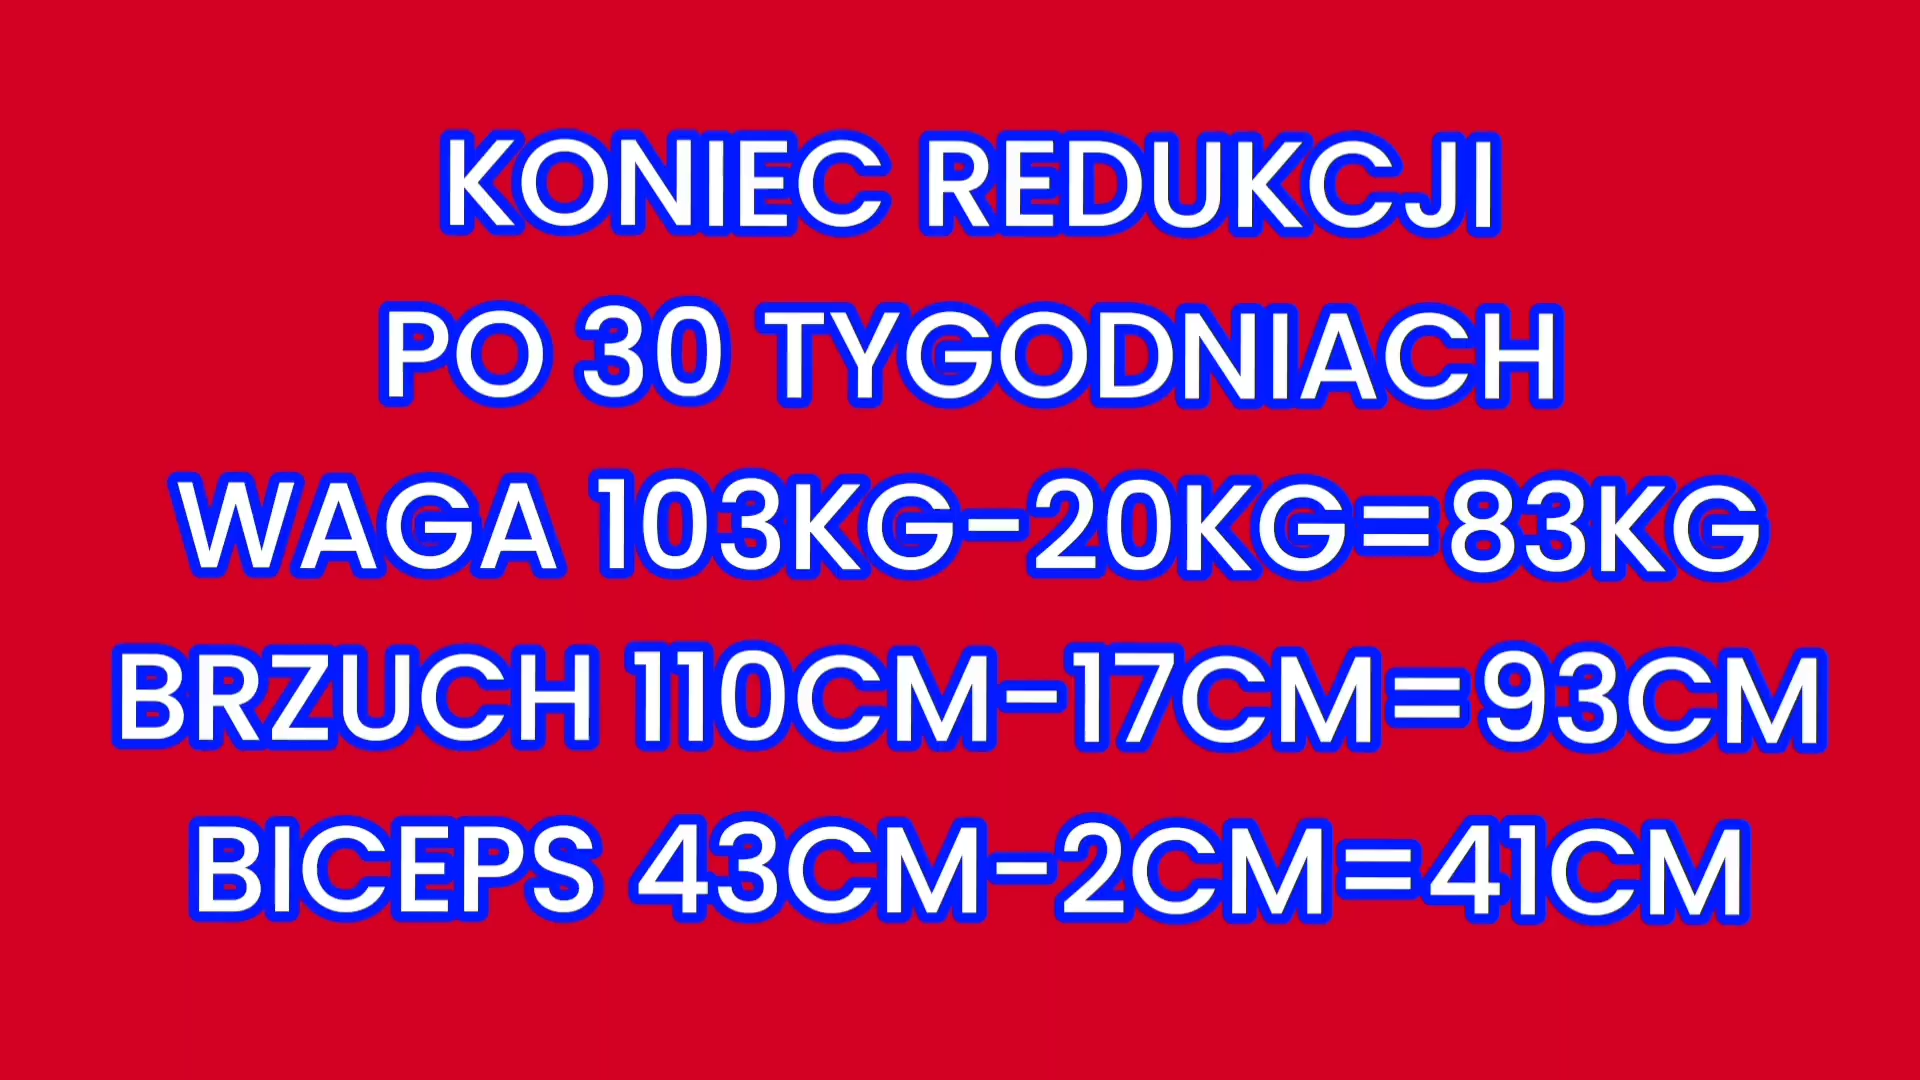 KONIEC REDUKCJI
PO 30 TYGODNIACH
WAGA 103KG-20KG=83KG
BRZUCH 110CM-17CM=93CM
BICEPS 43CM-2CM=41CM